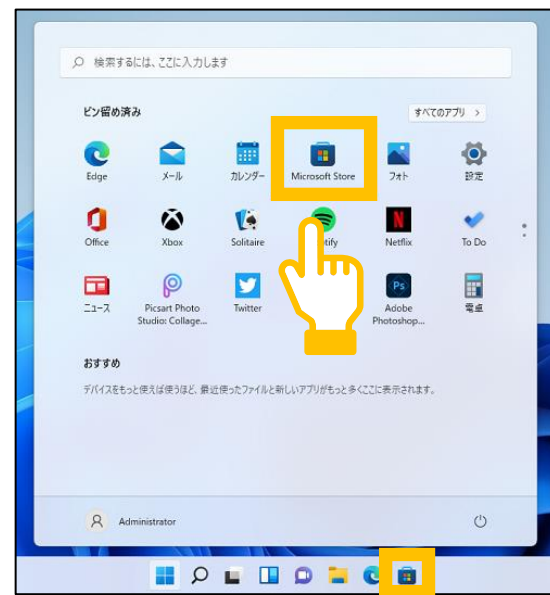 検索するには、ここに入力します
ピン留め済み
すべてのアプリ >
Edge
メール
カレンダー
Microsoft Store
フォト
設定
Office
Xbox
Solitaire
tify
Netflix
To Do
ニュース
Picsart Photo
Studio: Collage...
Twitter
Ps
Adobe
Photoshop...
電卓
おすすめ
デバイスをもっと使えば使うほど、最近使ったファイルと新しいアプリがもっと多くここに表示されます。
Administrator